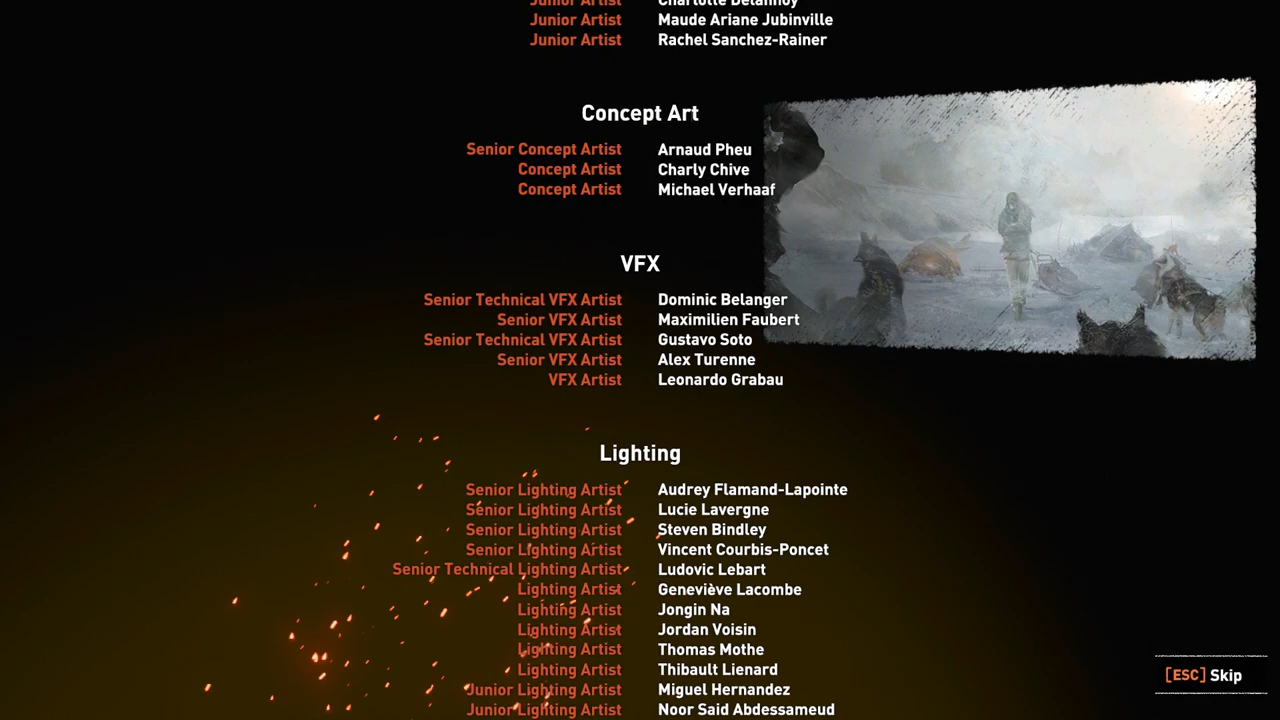 Junior Artist Charlotte Delannoy
Junior Artist Maude Ariane Jubinville
Junior Artist Rachel Sanchez-Rainer
Concept Art
Senior Concept Artist Arnaud Pheu
Concept Artist Charly Chive
Concept Artist Michael Verhaaf
VFX
Senior Technical VFX Artist Dominic Belanger
Senior VFX Artist Maximilien Faubert
Senior Technical VFX Artist Gustavo Soto
Senior VFX Artist Alex Turenne
VFX Artist Leonardo Grabau
Lighting
Senior Lighting Artist Audrey Flamand-Lapointe
Senior Lighting Artist Lucie Lavergne
Senior Lighting Artist Steven Bindley
Senior Lighting Artist Vincent Courbis-Poncet
Senior Technical Lighting Artist Ludovic Lebart
Lighting Artist Geneviève Lacombe
Lighting Artist Jongin Na
Lighting Artist Jordan Voisin
Lighting Artist Thomas Mothe
Lighting Artist Thibault Lienard
Junior Lighting Artist Miguel Hernandez
Junior Lighting Artist Noor Said Abdessameud
[ESC] Skip